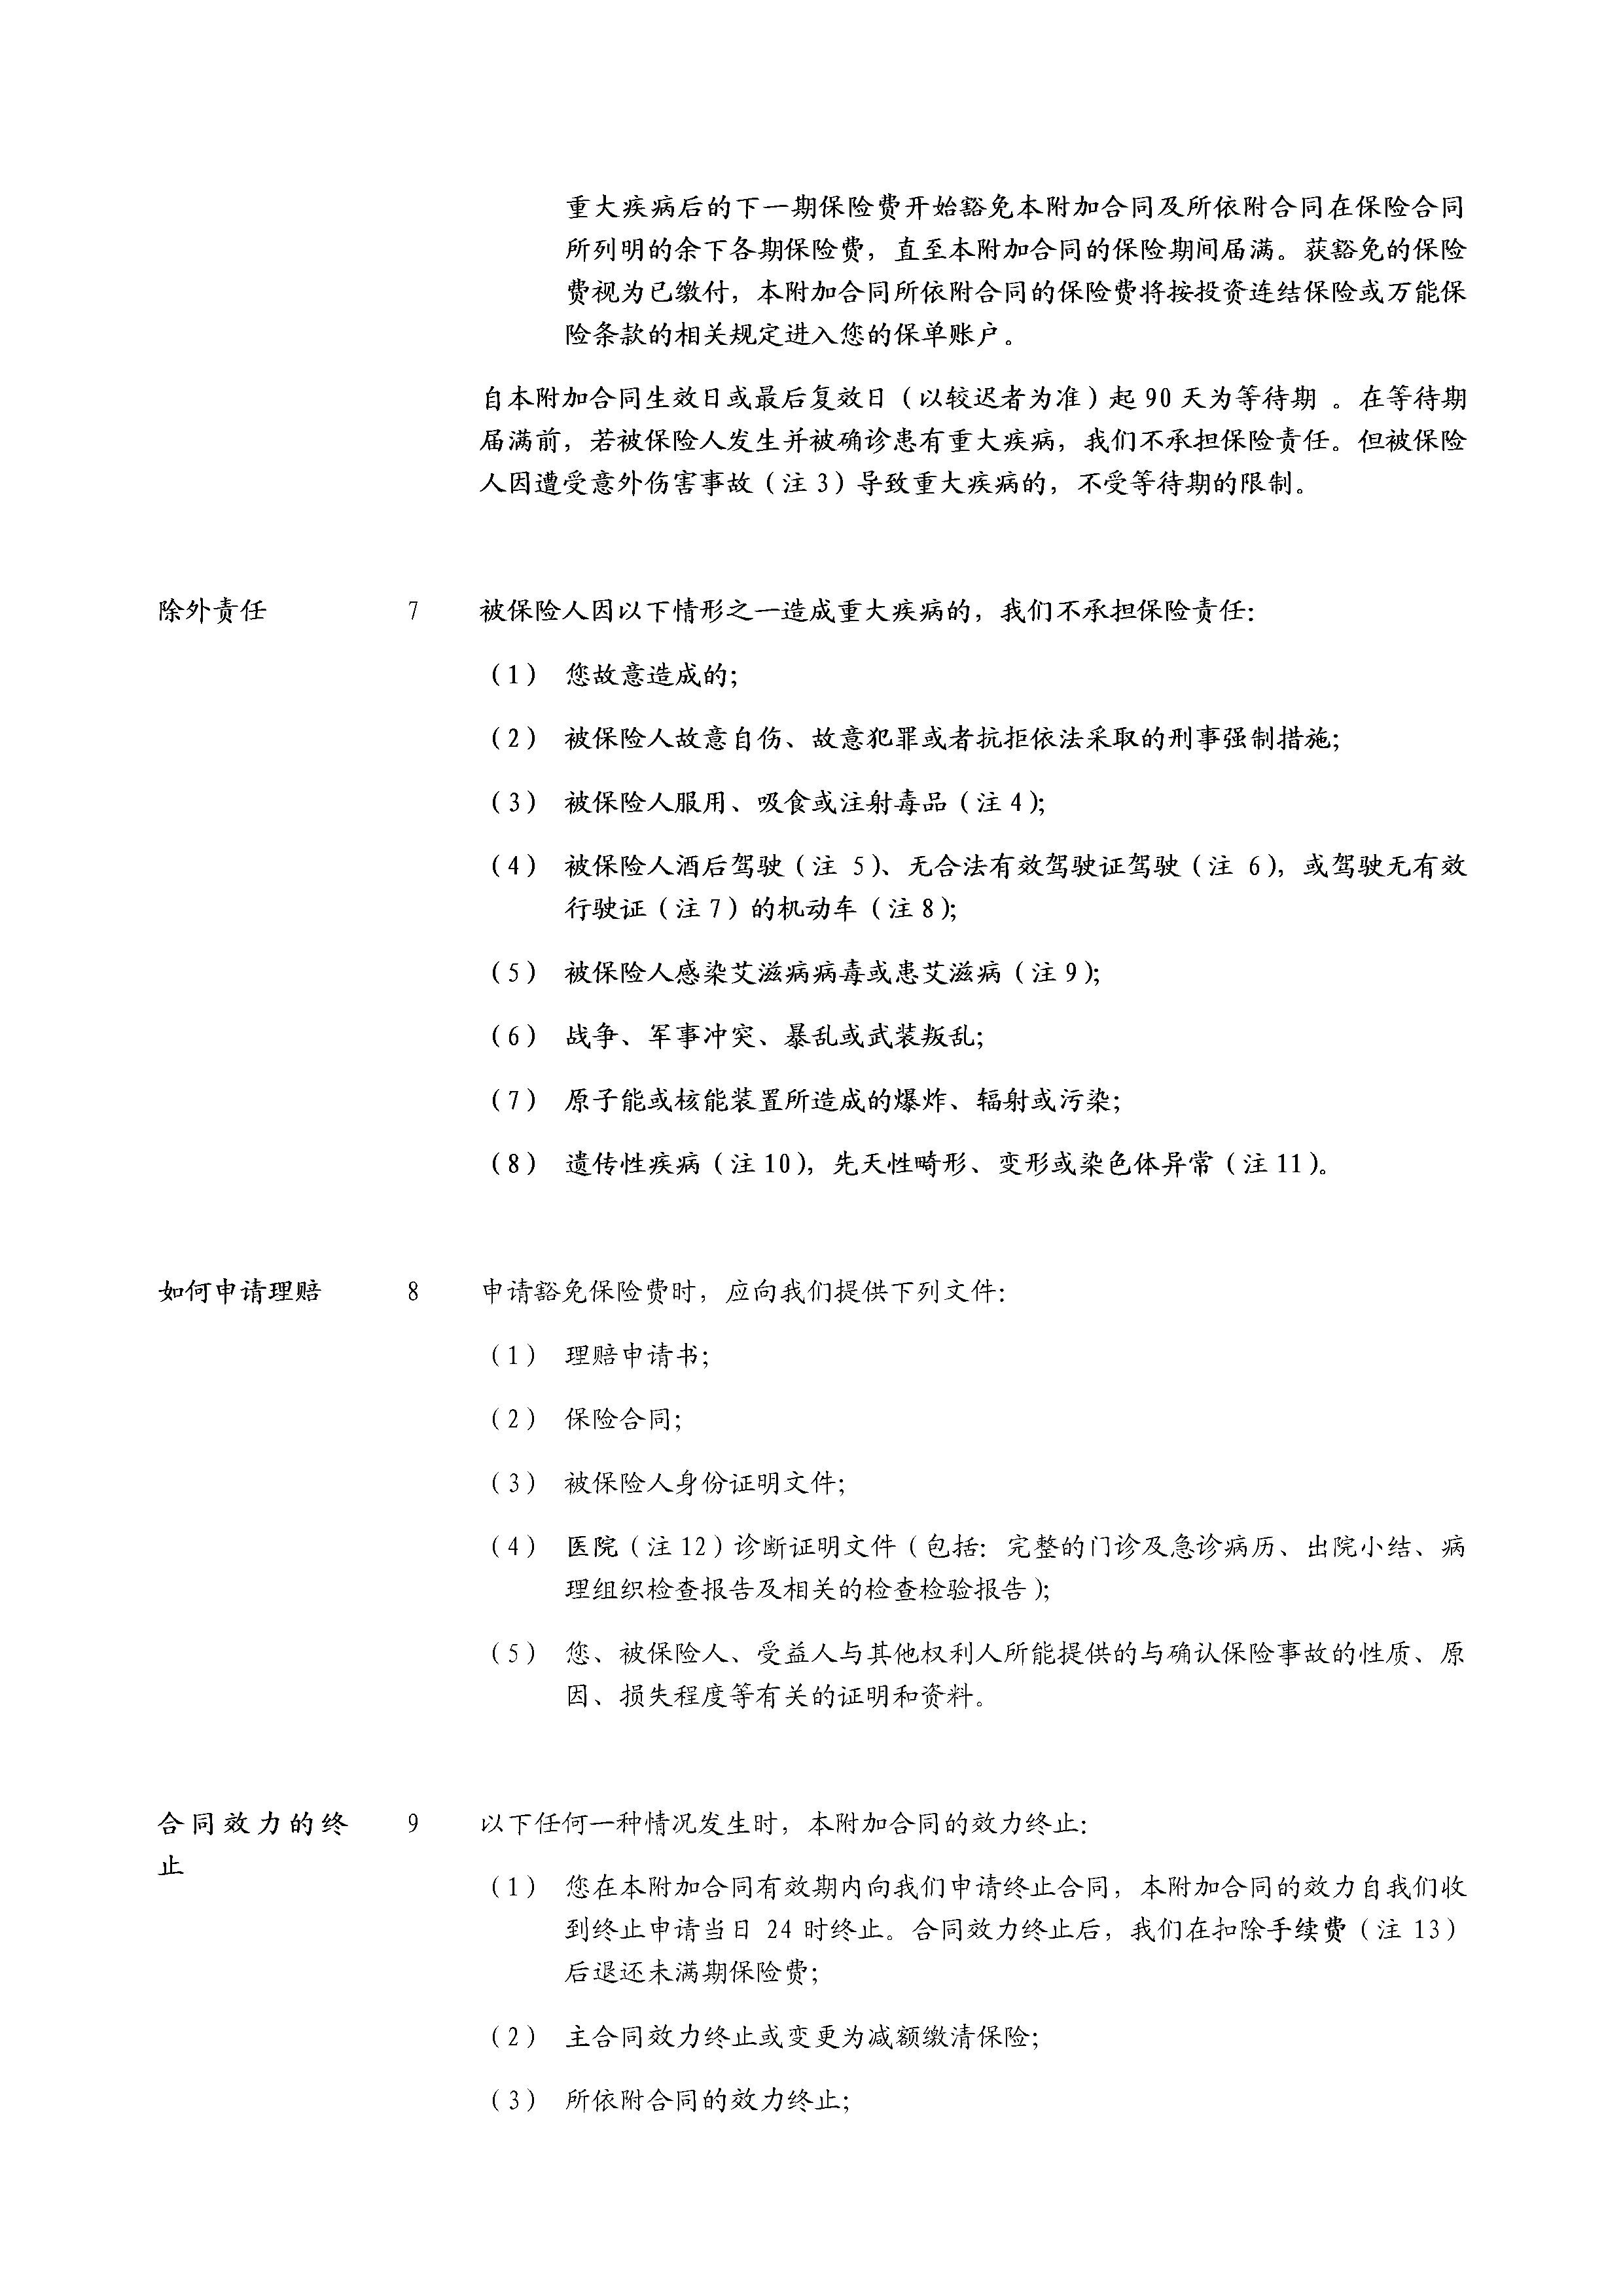 重大疾病后的下一期保险费开始豁免本附加合同及所依附合同在保险合同
所列明的余下各期保险费，直至本附加合同的保险期间届满。获豁免的保险
费视为已缴付，本附加合同所依附合同的保险费将按投资连结保险或万能保
险条款的相关规定进入您的保单账户。
自本附加合同生效日或最后复效日（以较迟者为准）起 90 天为等待期 。在等待期
届满前，若被保险人发生并被确诊患有重大疾病，我们不承担保险责任。但被保险
人因遭受意外伤害事故（注 3）导致重大疾病的，不受等待期的限制。
除外责任 7 被保险人因以下情形之一造成重大疾病的，我们不承担保险责任：
（1） 您故意造成的；
（2） 被保险人故意自伤、故意犯罪或者抗拒依法采取的刑事强制措施；
（3） 被保险人服用、吸食或注射毒品（注 4）；
（4） 被保险人酒后驾驶（注 5）、无合法有效驾驶证驾驶（注 6），或驾驶无有效
行驶证（注 7）的机动车（注 8）；
（5） 被保险人感染艾滋病病毒或患艾滋病（注 9）；
（6） 战争、军事冲突、暴乱或武装叛乱；
（7） 原子能或核能装置所造成的爆炸、辐射或污染；
（8） 遗传性疾病（注 10），先天性畸形、变形或染色体异常（注 11）。
如何申请理赔 8 申请豁免保险费时，应向我们提供下列文件：
（1） 理赔申请书；
（2） 保险合同；
（3） 被保险人身份证明文件；
（4） 医院（注 12）诊断证明文件（包括：完整的门诊及急诊病历、出院小结、病
理组织检查报告及相关的检查检验报告）；
（5） 您、被保险人、受益人与其他权利人所能提供的与确认保险事故的性质、原
因、损失程度等有关的证明和资料。
合同效力的终 9 以下任何一种情况发生时，本附加合同的效力终止：
止
（1） 您在本附加合同有效期内向我们申请终止合同，本附加合同的效力自我们收
到终止申请当日 24 时终止。合同效力终止后，我们在扣除手续费（注 13）
后退还未满期保险费；
（2） 主合同效力终止或变更为减额缴清保险；
（3） 所依附合同的效力终止；